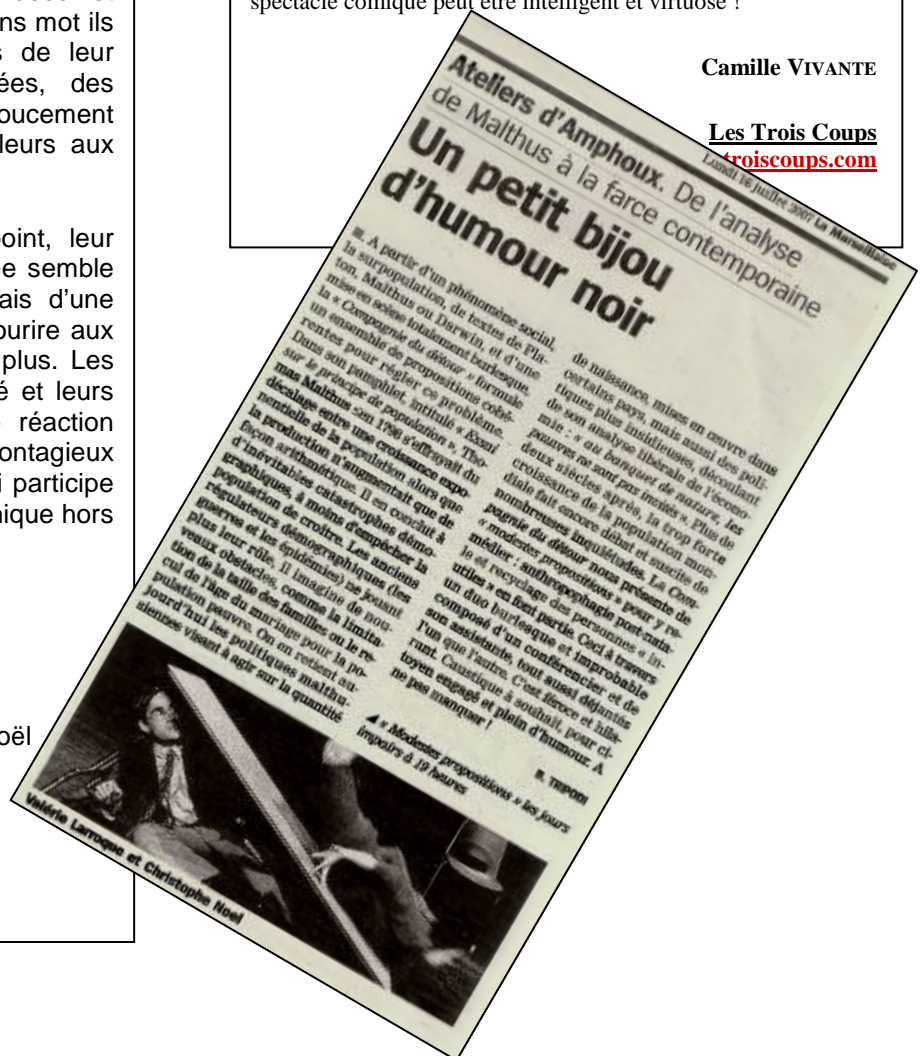 ns mot ils
s de leur
ées, des
oucement
leurs aux
oint, leur
e semble
ais d'une
ourire aux
plus. Les
é et leurs
réaction
ontagieux
i participe
nique hors
oël
spectacle comique peut être intelligent et virtuose !
Camille VIVANTE
Les Trois Coups
troiscoups.com
Lundi 16 juillet 2007 La Marseillaise
Ateliers d'Amphoux. De l'analyse
de Malthus à la farce contemporaine
Un petit bijou
d'humour noir
■ A partir d'un phénomène social,
la surpopulation, de textes de Pla-
ton, Malthus ou Darwin, et d'une
mise en scène totalement burlesque,
la « Compagnie du détour » formule
un ensemble de propositions cohé-
rentes pour régler ce problème.
Dans son pamphlet, intitulé « Essai
sur le principe de population », Tho-
mas Malthus en 1798 s'effrayait du
décalage entre une croissance expo-
nentielle de la population alors que
la production n'augmentait que de
façon arithmétique. Il en conclut à
d'inévitables catastrophes démo-
graphiques, à moins d'empêcher la
population de croître. Les anciens
régulateurs démographiques (les
guerres et les épidémies) ne jouant
plus leur rôle, il imagine de nou-
veaux obstacles, comme la limita-
tion de la taille des familles ou le re-
cul de l'âge du mariage pour la po-
pulation pauvre. On en retient au-
jourd'hui les politiques malthu-
siennes visant à agir sur la quantité
de naissance, mises en œuvre dans
certains pays, mais aussi des poli-
tiques plus insidieuses, découlant
de son analyse libérale de l'écono-
mie : « au banquet de la nature, les
pauvres ne sont pas invités ». Plus de
deux siècles après, la trop forte
croissance de la population mon-
diale fait encore débat et suscite de
nombreuses inquiétudes. La Com-
pagnie du détour nous présente de
« modestes propositions » pour y re-
médier : anthropophagie post-nata-
le et recyclage des personnes « in-
utiles » en font partie. Ceci à travers
un duo burlesque et improbable
composé d'un conférencier et de
son assistante, tout aussi déjantés
l'un que l'autre. C'est féroce et hila-
rant. Caustique à souhait, pour ci-
toyen engagé et plein d'humour. A
ne pas manquer !
■ TRIPODI
◢ « Modestes propositions » les jours
impairs à 19 heures
Valérie Larroque et Christophe Noel